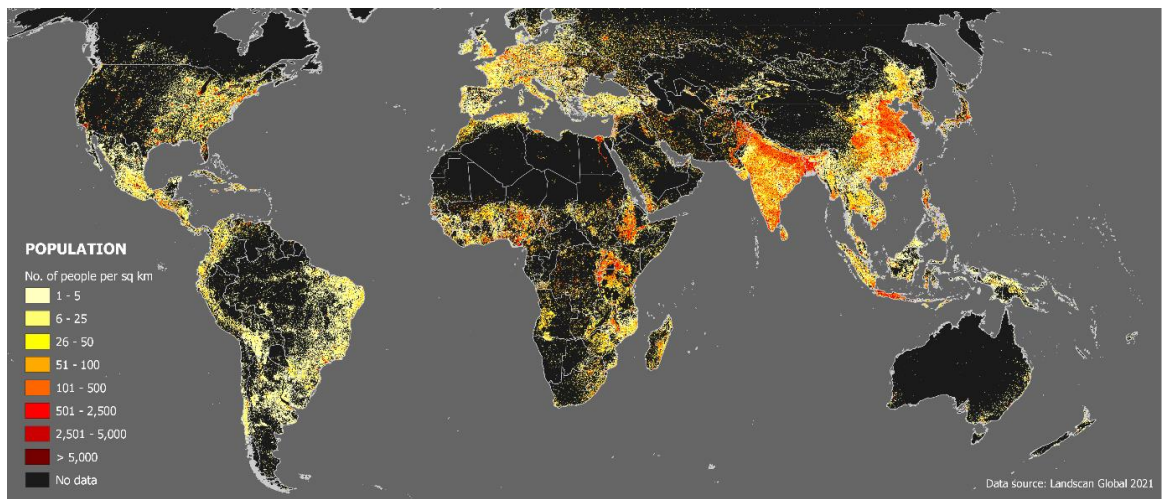 POPULATION
No. of people per sq km
1 - 5
6 - 25
26 - 50
51 - 100
101 - 500
501 - 2,500
2,501 - 5,000
> 5,000
No data
Data source: Landscan Global 2021